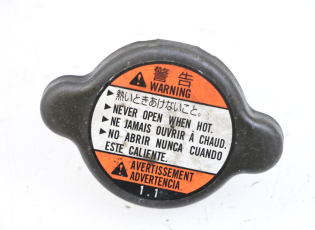 警告
WARNING
▶熱いときあけないこと。
▶NEVER OPEN WHEN HOT.
▶NE JAMAIS OUVRIR À CHAUD.
▶NO ABRIR NUNCA CUANDO
ESTÉ CALIENTE.
AVERTISSEMENT
ADVERTENCIA
1.1